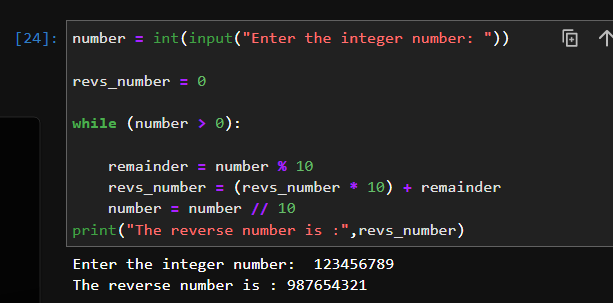 [24]: number = int(input("Enter the integer number: "))
revs_number = 0
while (number > 0):
remainder = number % 10
revs_number = (revs_number * 10) + remainder
number = number // 10
print("The reverse number is :",revs_number)
Enter the integer number:  123456789
The reverse number is : 987654321